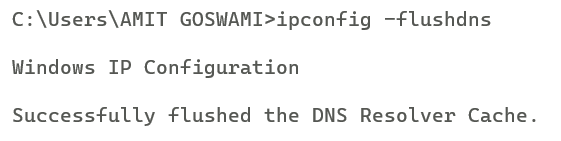 C:\Users\AMIT GOSWAMI>ipconfig -flushdns
Windows IP Configuration
Successfully flushed the DNS Resolver Cache.